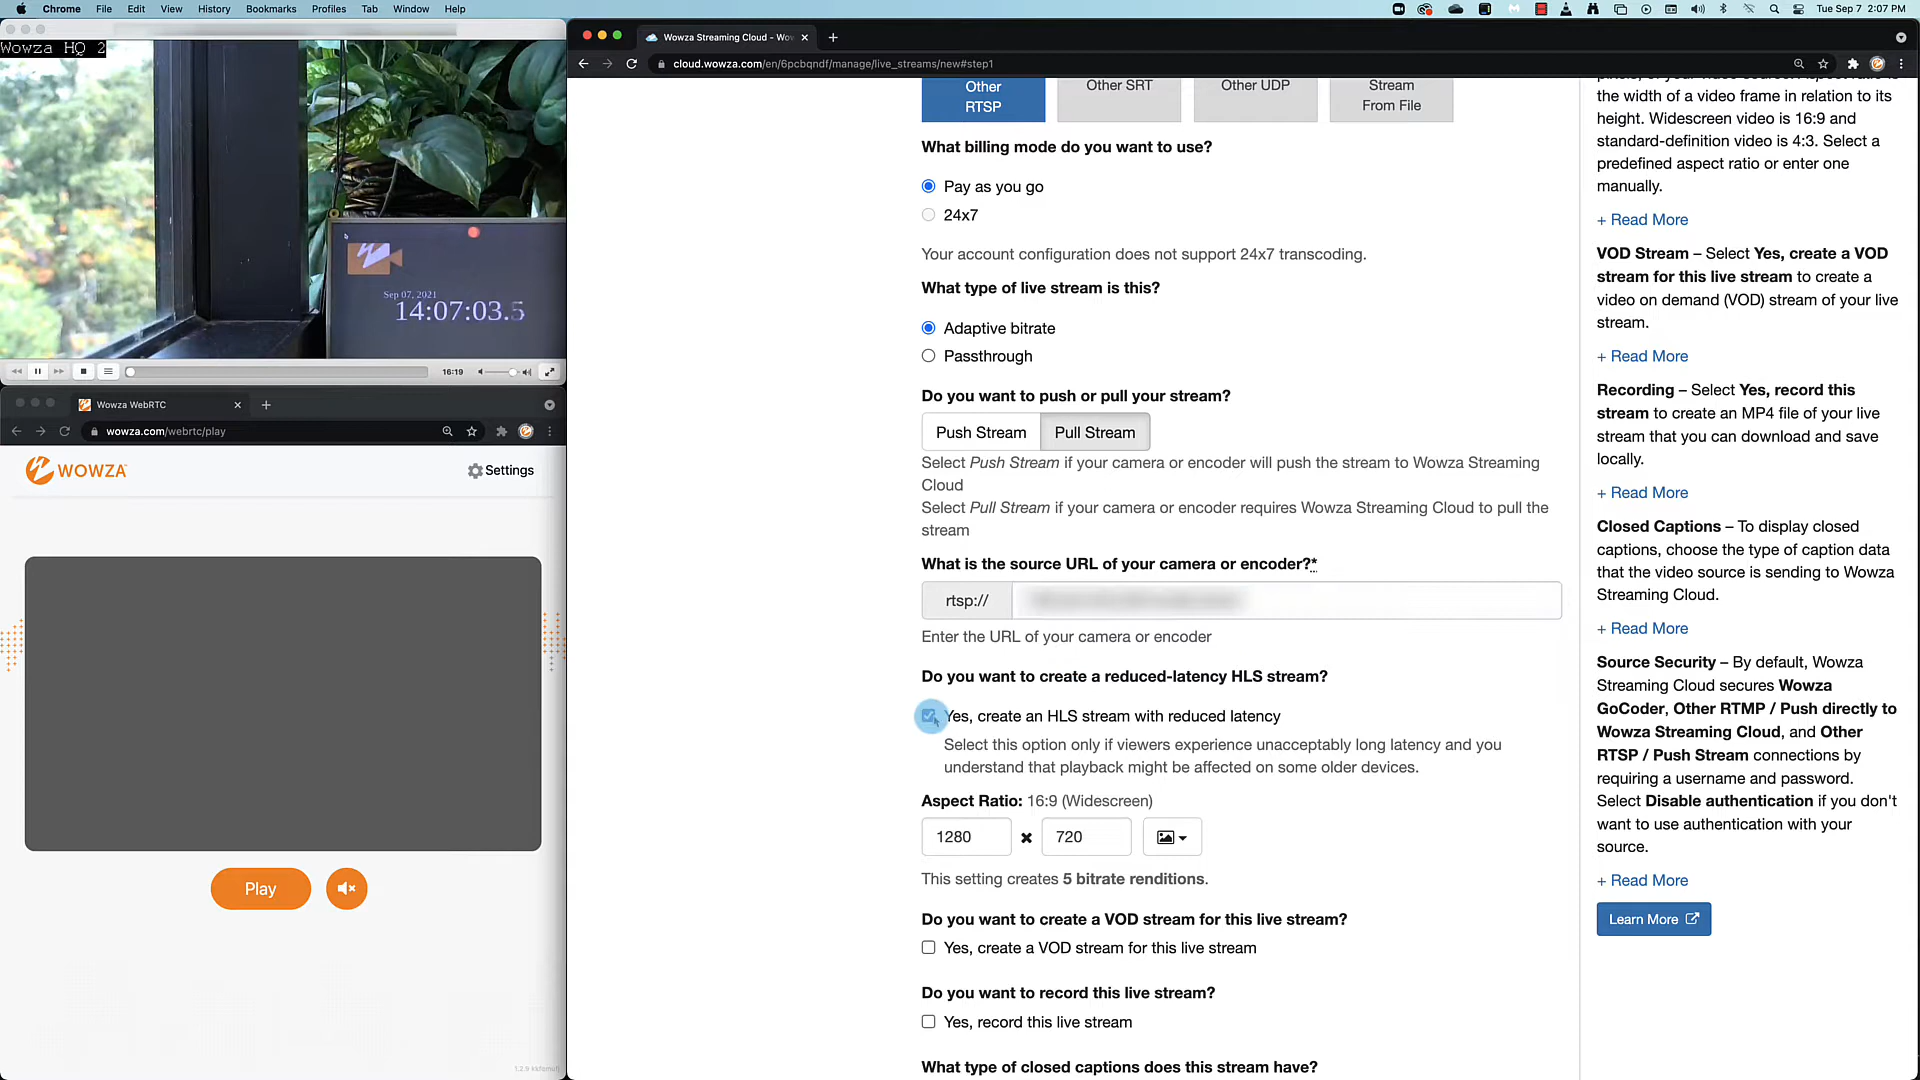 Chrome File Edit View History Bookmarks Profiles Tab Window Help
Tue Sep 7 2:07 PM
Wowza HQ 2
Sep 07, 2021
14:07:03.5
16:19
Wowza WebRTC
wowza.com/webrtc/play
WOWZA
Settings
Play
Wowza Streaming Cloud - Wow
cloud.wowza.com/en/6pcbqndf/manage/live_streams/new#step1
Other
RTSP
Other SRT
Other UDP
Stream
From File
What billing mode do you want to use?
Pay as you go
24x7
Your account configuration does not support 24x7 transcoding.
What type of live stream is this?
Adaptive bitrate
Passthrough
Do you want to push or pull your stream?
Push Stream
Pull Stream
Select Push Stream if your camera or encoder will push the stream to Wowza Streaming
Cloud
Select Pull Stream if your camera or encoder requires Wowza Streaming Cloud to pull the
stream
What is the source URL of your camera or encoder?*
rtsp://
Enter the URL of your camera or encoder
Do you want to create a reduced-latency HLS stream?
Yes, create an HLS stream with reduced latency
Select this option only if viewers experience unacceptably long latency and you
understand that playback might be affected on some older devices.
Aspect Ratio: 16:9 (Widescreen)
1280
720
This setting creates 5 bitrate renditions.
Do you want to create a VOD stream for this live stream?
Yes, create a VOD stream for this live stream
Do you want to record this live stream?
Yes, record this live stream
What type of closed captions does this stream have?
the width of a video frame in relation to its
height. Widescreen video is 16:9 and
standard-definition video is 4:3. Select a
predefined aspect ratio or enter one
manually.
+ Read More
VOD Stream – Select Yes, create a VOD
stream for this live stream to create a
video on demand (VOD) stream of your live
stream.
+ Read More
Recording – Select Yes, record this
stream to create an MP4 file of your live
stream that you can download and save
locally.
+ Read More
Closed Captions – To display closed
captions, choose the type of caption data
that the video source is sending to Wowza
Streaming Cloud.
+ Read More
Source Security – By default, Wowza
Streaming Cloud secures Wowza
GoCoder, Other RTMP / Push directly to
Wowza Streaming Cloud, and Other
RTSP / Push Stream connections by
requiring a username and password.
Select Disable authentication if you don't
want to use authentication with your
source.
+ Read More
Learn More